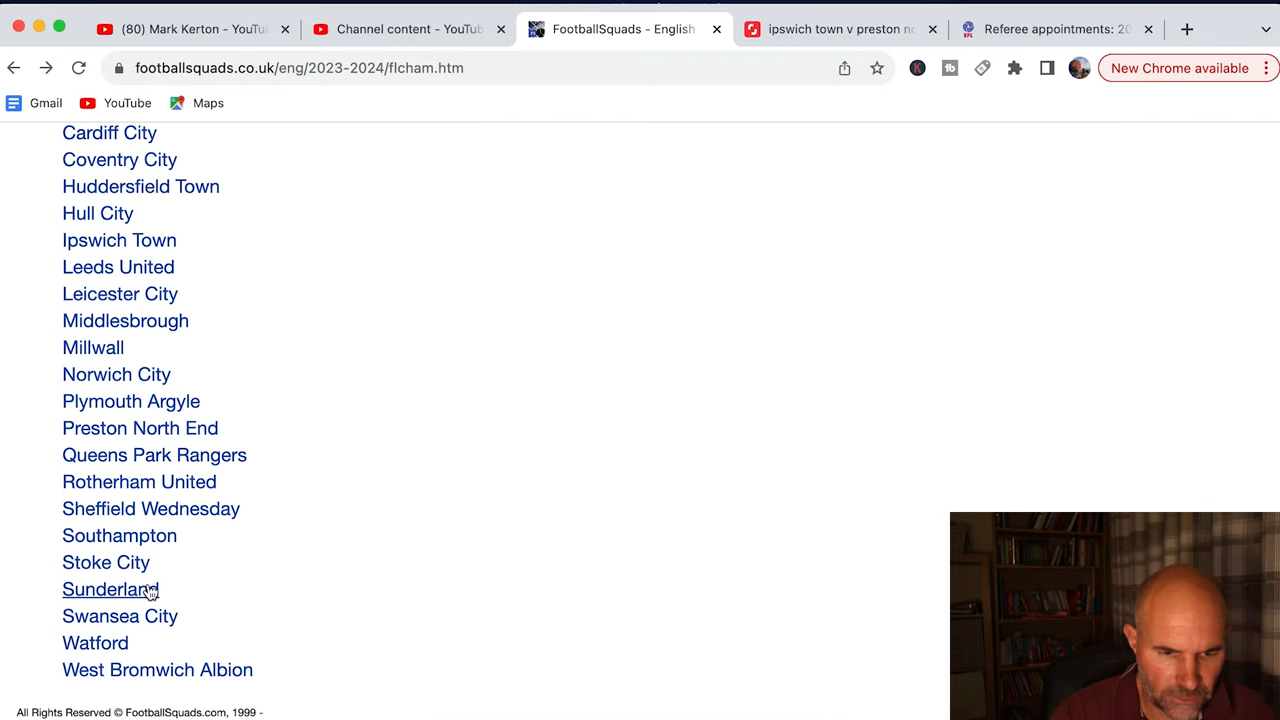 (80) Mark Kerton - YouTu
Channel content - YouTub
FootballSquads - English
ipswich town v preston no
Referee appointments: 20
footballsquads.co.uk/eng/2023-2024/flcham.htm
New Chrome available
Gmail
YouTube
Maps
Cardiff City
Coventry City
Huddersfield Town
Hull City
Ipswich Town
Leeds United
Leicester City
Middlesbrough
Millwall
Norwich City
Plymouth Argyle
Preston North End
Queens Park Rangers
Rotherham United
Sheffield Wednesday
Southampton
Stoke City
Sunderland
Swansea City
Watford
West Bromwich Albion
All Rights Reserved © FootballSquads.com, 1999 -